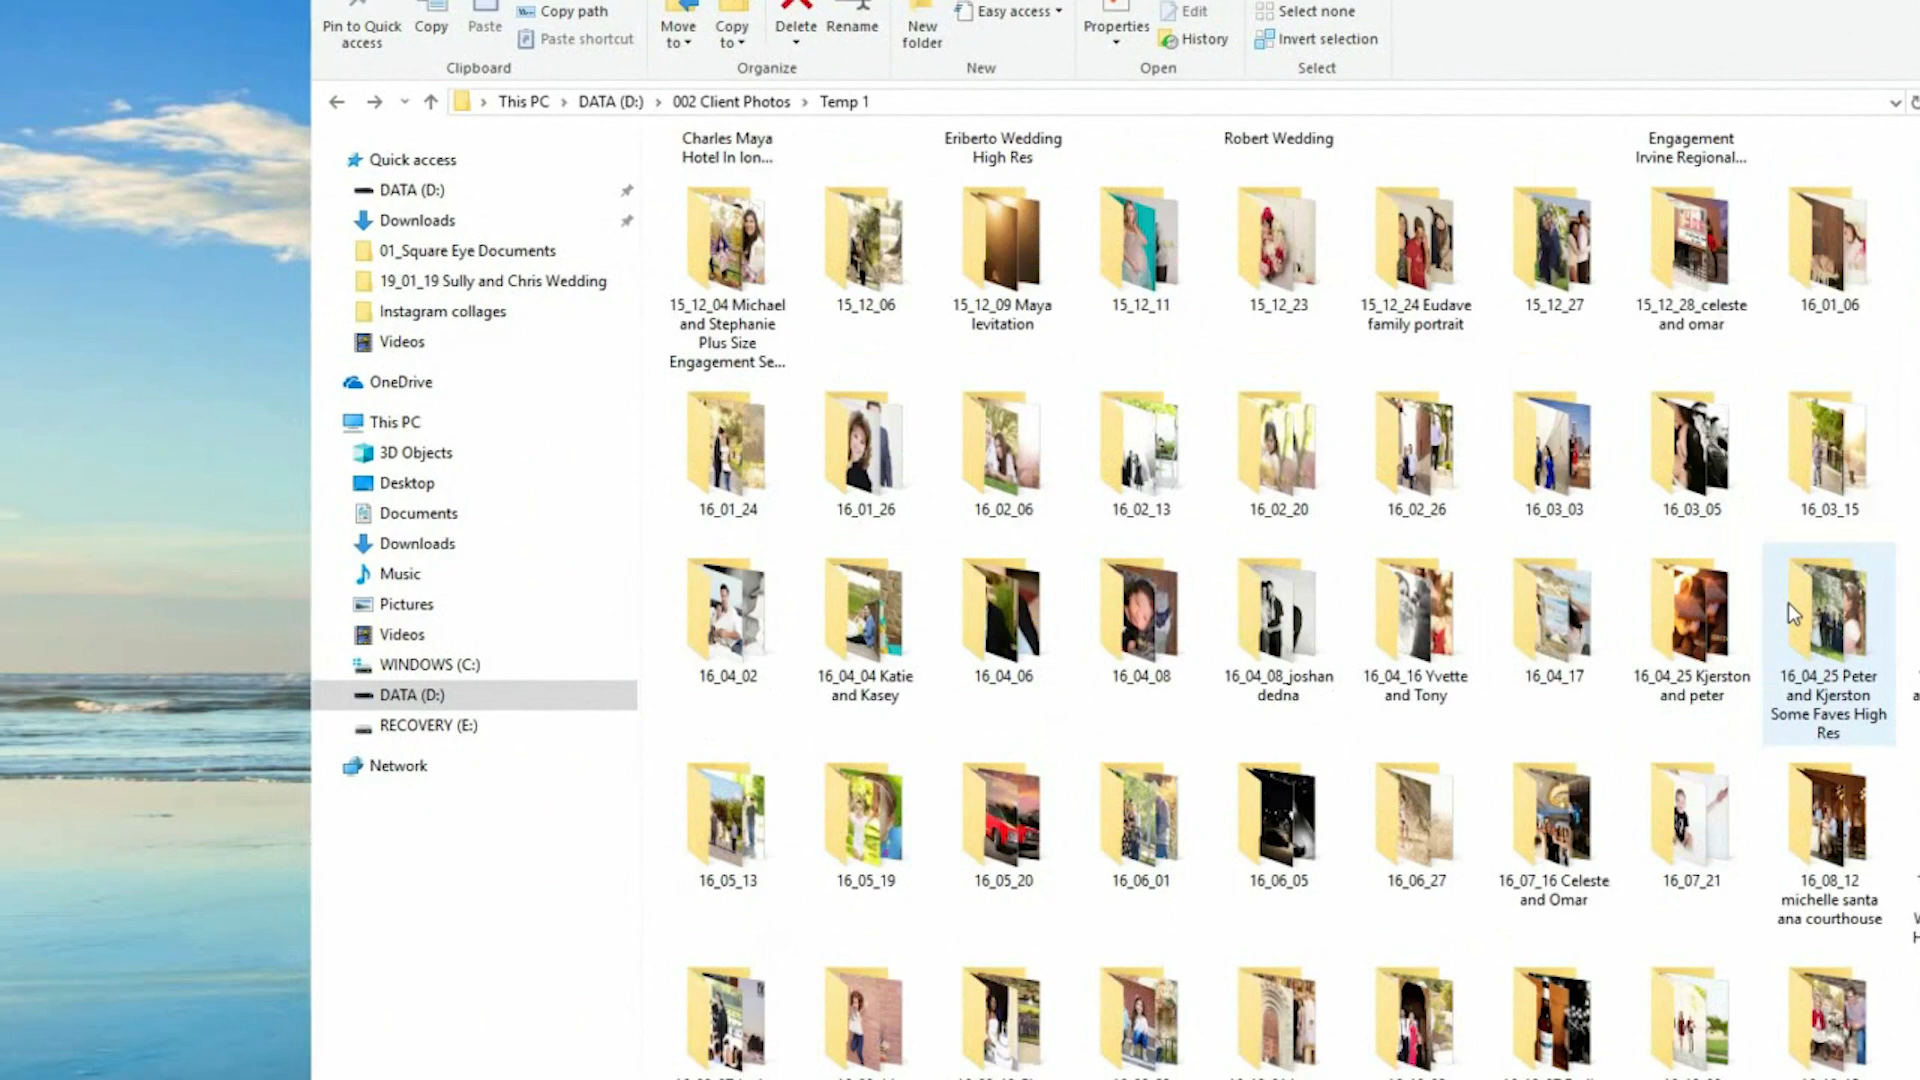 Pin to Quick access
Copy
Paste
Copy path
Paste shortcut
Clipboard
Move to
Copy to
Delete
Rename
Organize
New folder
Easy access
New
Properties
Edit
History
Open
Select none
Invert selection
Select
This PC > DATA (D:) > 002 Client Photos > Temp 1
Quick access
DATA (D:)
Downloads
01_Square Eye Documents
19_01_19 Sully and Chris Wedding
Instagram collages
Videos
OneDrive
This PC
3D Objects
Desktop
Documents
Downloads
Music
Pictures
Videos
WINDOWS (C:)
DATA (D:)
RECOVERY (E:)
Network
Charles Maya
Hotel In Ion...
Eriberto Wedding
High Res
Robert Wedding
Engagement
Irvine Regional...
15_12_04 Michael
and Stephanie
Plus Size
Engagement Se...
15_12_06
15_12_09 Maya
levitation
15_12_11
15_12_23
15_12_24 Eudave
family portrait
15_12_27
15_12_28_celeste
and omar
16_01_06
16_01_24
16_01_26
16_02_06
16_02_13
16_02_20
16_02_26
16_03_03
16_03_05
16_03_15
16_04_02
16_04_04 Katie
and Kasey
16_04_06
16_04_08
16_04_08_joshan
dedna
16_04_16 Yvette
and Tony
16_04_17
16_04_25 Kjerston
and peter
16_04_25 Peter
and Kjerston
Some Faves High
Res
16_05_13
16_05_19
16_05_20
16_06_01
16_06_05
16_06_27
16_07_16 Celeste
and Omar
16_07_21
16_08_12
michelle santa
ana courthouse